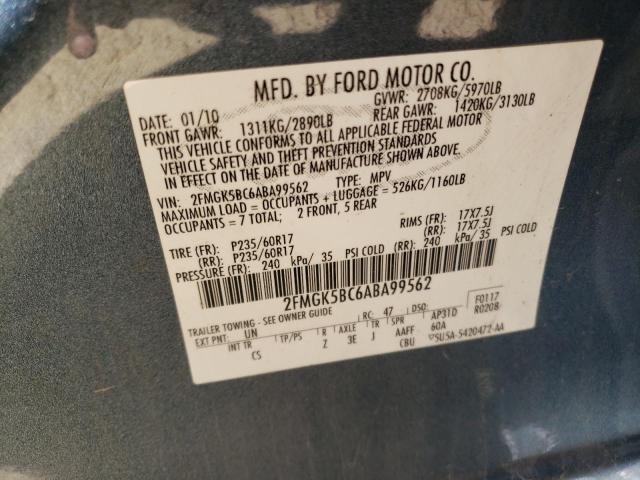 MFD. BY FORD MOTOR CO.
DATE: 01/10 GVWR: 2708KG/5970LB
FRONT GAWR: 1311KG/2890LB REAR GAWR: 1420KG/3130LB
THIS VEHICLE CONFORMS TO ALL APPLICABLE FEDERAL MOTOR
VEHICLE SAFETY AND THEFT PREVENTION STANDARDS
IN EFFECT ON THE DATE OF MANUFACTURE SHOWN ABOVE.
VIN: 2FMGK5BC6ABA99562 TYPE: MPV
MAXIMUM LOAD = OCCUPANTS + LUGGAGE = 526KG/1160LB
OCCUPANTS = 7 TOTAL; 2 FRONT, 5 REAR
TIRE (FR): P235/60R17 RIMS (FR): 17X7.5J
(RR): P235/60R17 (RR): 17X7.5J
PRESSURE (FR): 240 kPa/ 35 PSI COLD (RR): 240 kPa/ 35 PSI COLD
2FMGK5BC6ABA99562
TRAILER TOWING - SEE OWNER GUIDE RC: 47 DSO: F0117
EXT PNT: UN AP31D R0208
INT TR TP/PS R AXLE TR SPR 60A
CS Z 3E J AAFF
CBU 5U5A-5420472-AA